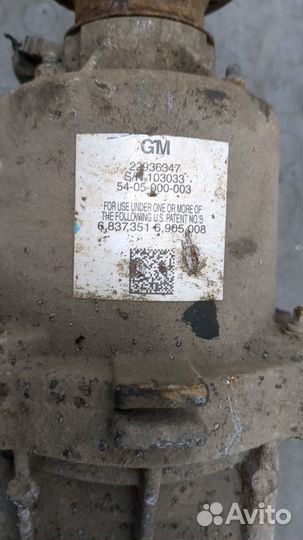 GM
22936347
S/N 103033
54-05-000-003
FOR USE UNDER ONE OR MORE OF
THE FOLLOWING U.S. PATENT NO.'S
6,837,351 6,905,008
Avito